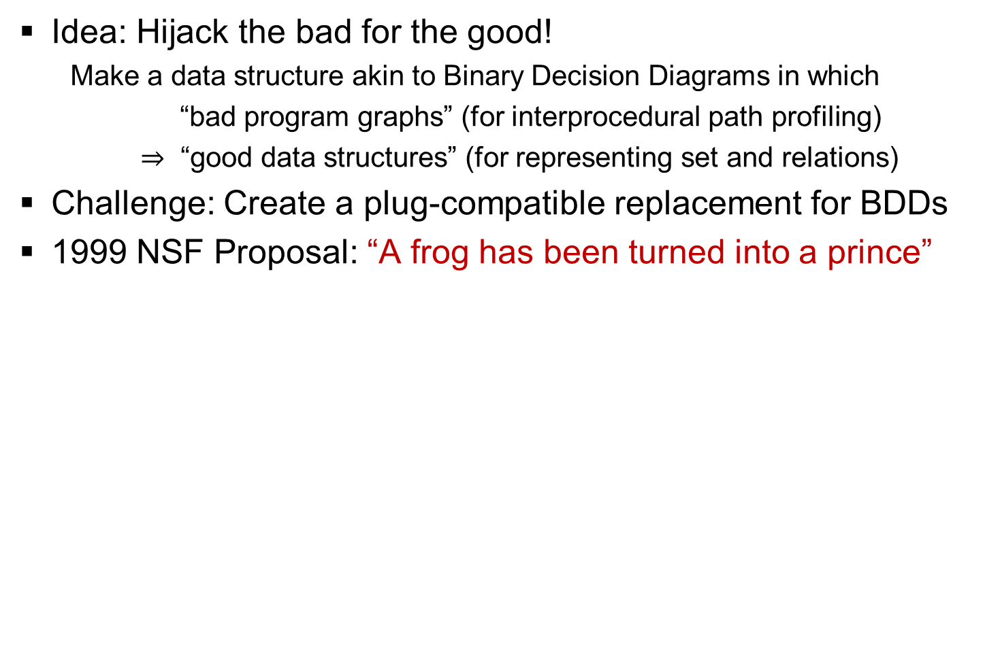 ▪ Idea: Hijack the bad for the good!
Make a data structure akin to Binary Decision Diagrams in which
“bad program graphs” (for interprocedural path profiling)
⇒ “good data structures” (for representing set and relations)
▪ Challenge: Create a plug-compatible replacement for BDDs
▪ 1999 NSF Proposal: “A frog has been turned into a prince”